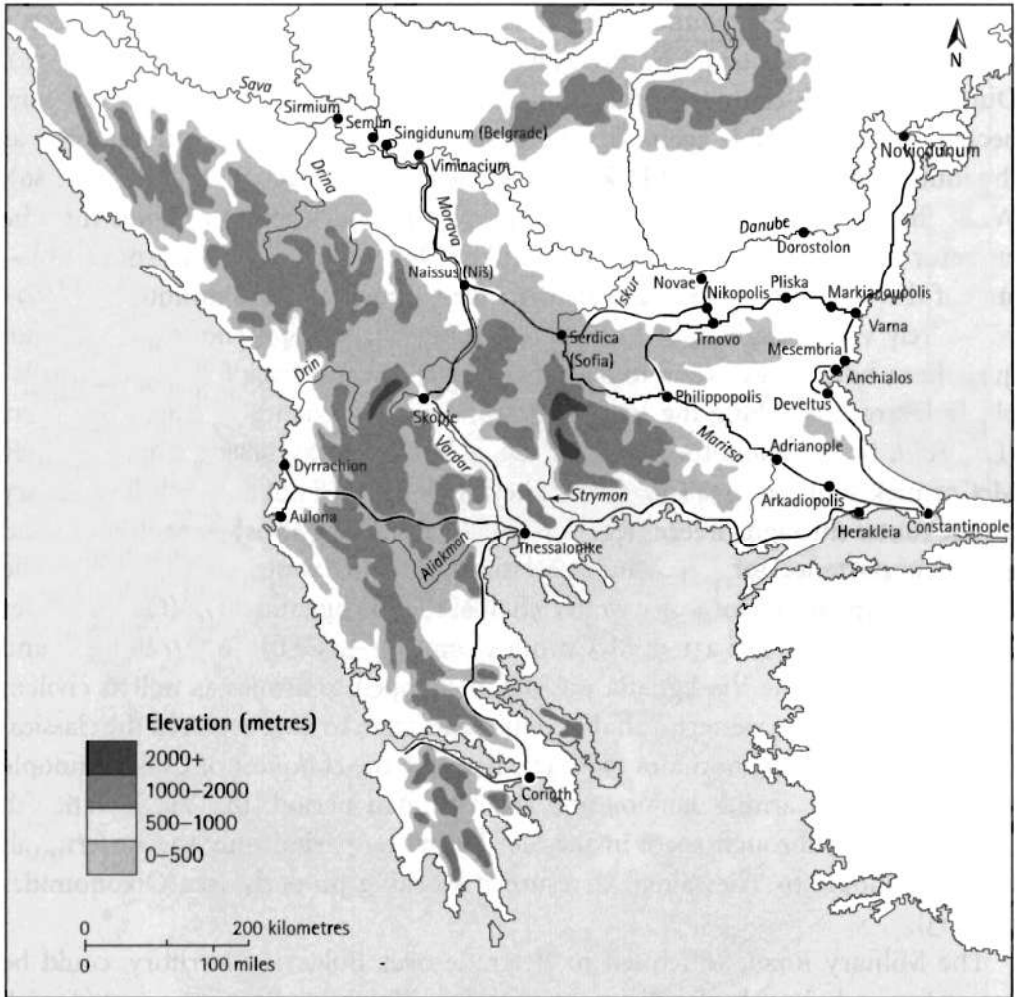 N
Sava
Sirmium
Semlin
Singidunum (Belgrade)
Viminacium
Noviodunum
Drina
Morava
Danube
Dorostolon
Naissus (Niš)
Iskur
Novae
Nikopolis
Pliska
Markianoupolis
Varna
Serdica
(Sofia)
Trnovo
Mesembria
Anchialos
Drin
Skopje
Philippopolis
Develtus
Vardar
Maritsa
Adrianople
Dyrrachion
Strymon
Arkadiopolis
Aulona
Herakleia
Constantinople
Thessalonike
Aliakmon
Elevation (metres)
2000+
1000–2000
500–1000
0–500
Corinth
0
200 kilometres
0
100 miles